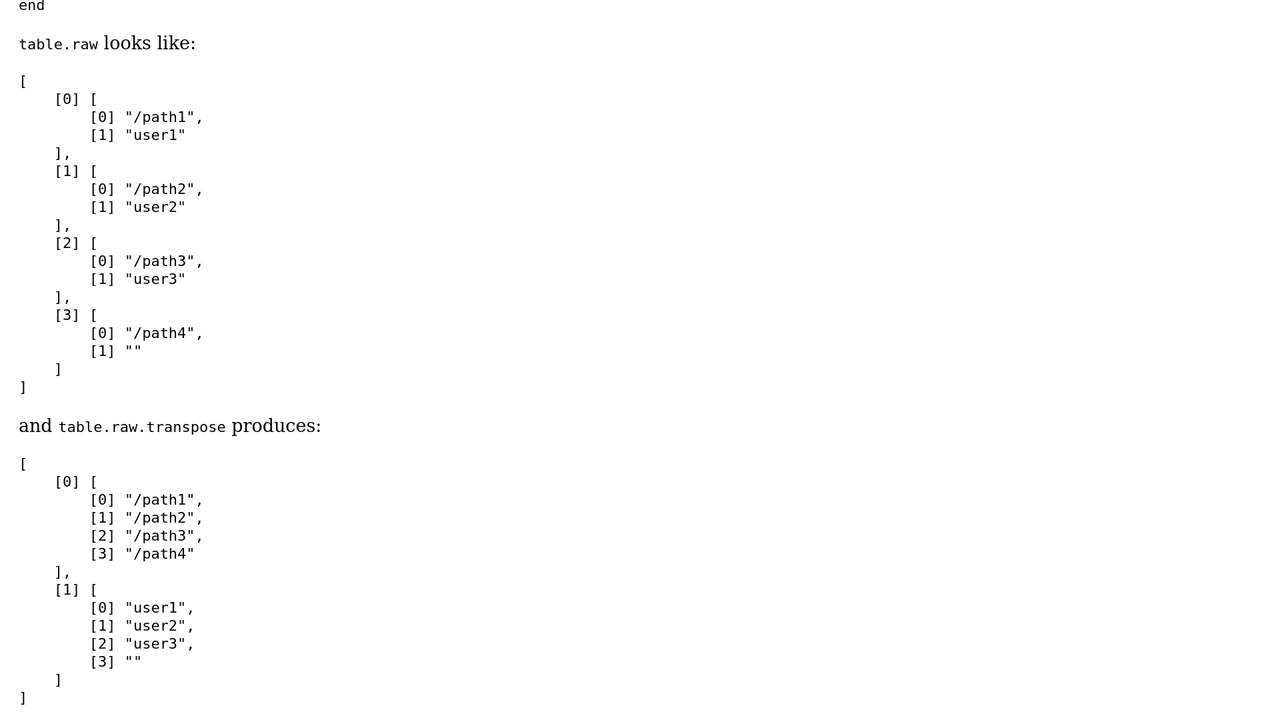 end
table.raw looks like:
[
    [0] [
        [0] "/path1",
        [1] "user1"
    ],
    [1] [
        [0] "/path2",
        [1] "user2"
    ],
    [2] [
        [0] "/path3",
        [1] "user3"
    ],
    [3] [
        [0] "/path4",
        [1] ""
    ]
]
and table.raw.transpose produces:
[
    [0] [
        [0] "/path1",
        [1] "/path2",
        [2] "/path3",
        [3] "/path4"
    ],
    [1] [
        [0] "user1",
        [1] "user2",
        [2] "user3",
        [3] ""
    ]
]